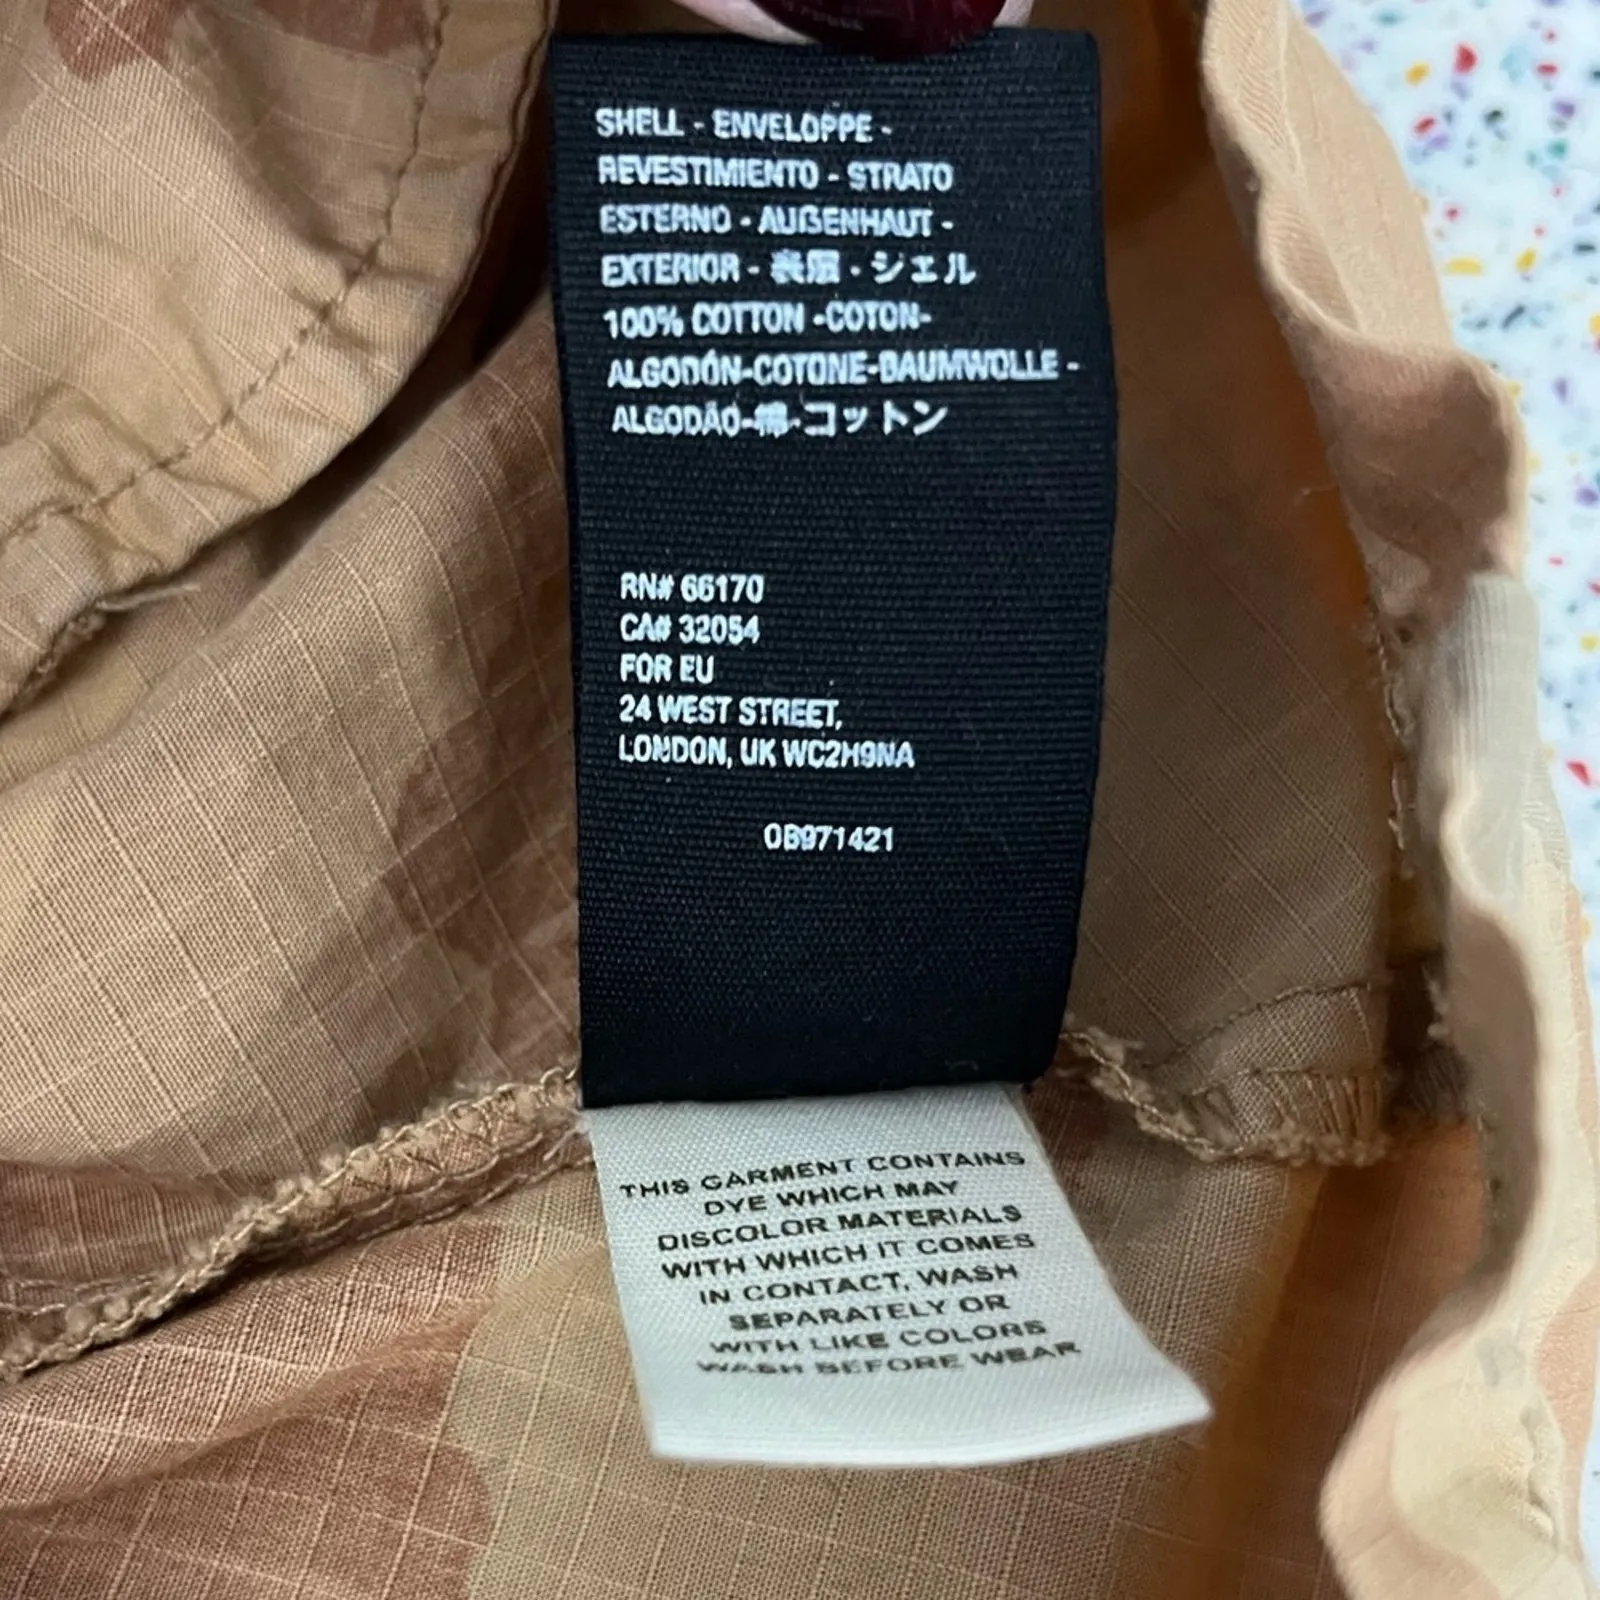 SHELL - ENVELOPPE -
REVESTIMIENTO - STRATO
ESTERNO - AUßENHAUT -
EXTERIOR - 表层 - シェル
100% COTTON -COTON-
ALGODÓN-COTONE-BAUMWOLLE -
ALGODÃO-棉-コットン
RN# 66170
CA# 32054
FOR EU
24 WEST STREET,
LONDON, UK WC2H9NA
0B971421
THIS GARMENT CONTAINS
DYE WHICH MAY
DISCOLOR MATERIALS
WITH WHICH IT COMES
IN CONTACT, WASH
SEPARATELY OR
WITH LIKE COLORS
WASH BEFORE WEAR